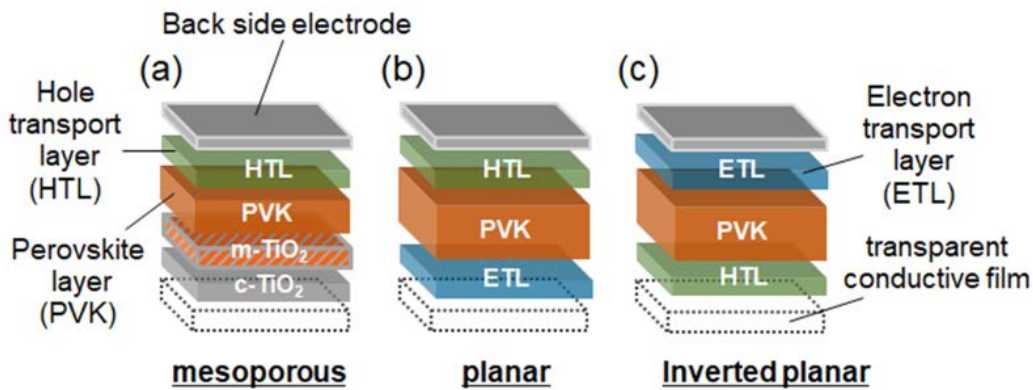 Back side electrode
(a)
(b)
(c)
Hole
transport
layer
(HTL)
Perovskite
layer
(PVK)
HTL
PVK
m-TiO₂
c-TiO₂
HTL
PVK
ETL
ETL
PVK
HTL
Electron
transport
layer
(ETL)
transparent
conductive film
mesoporous
planar
Inverted planar